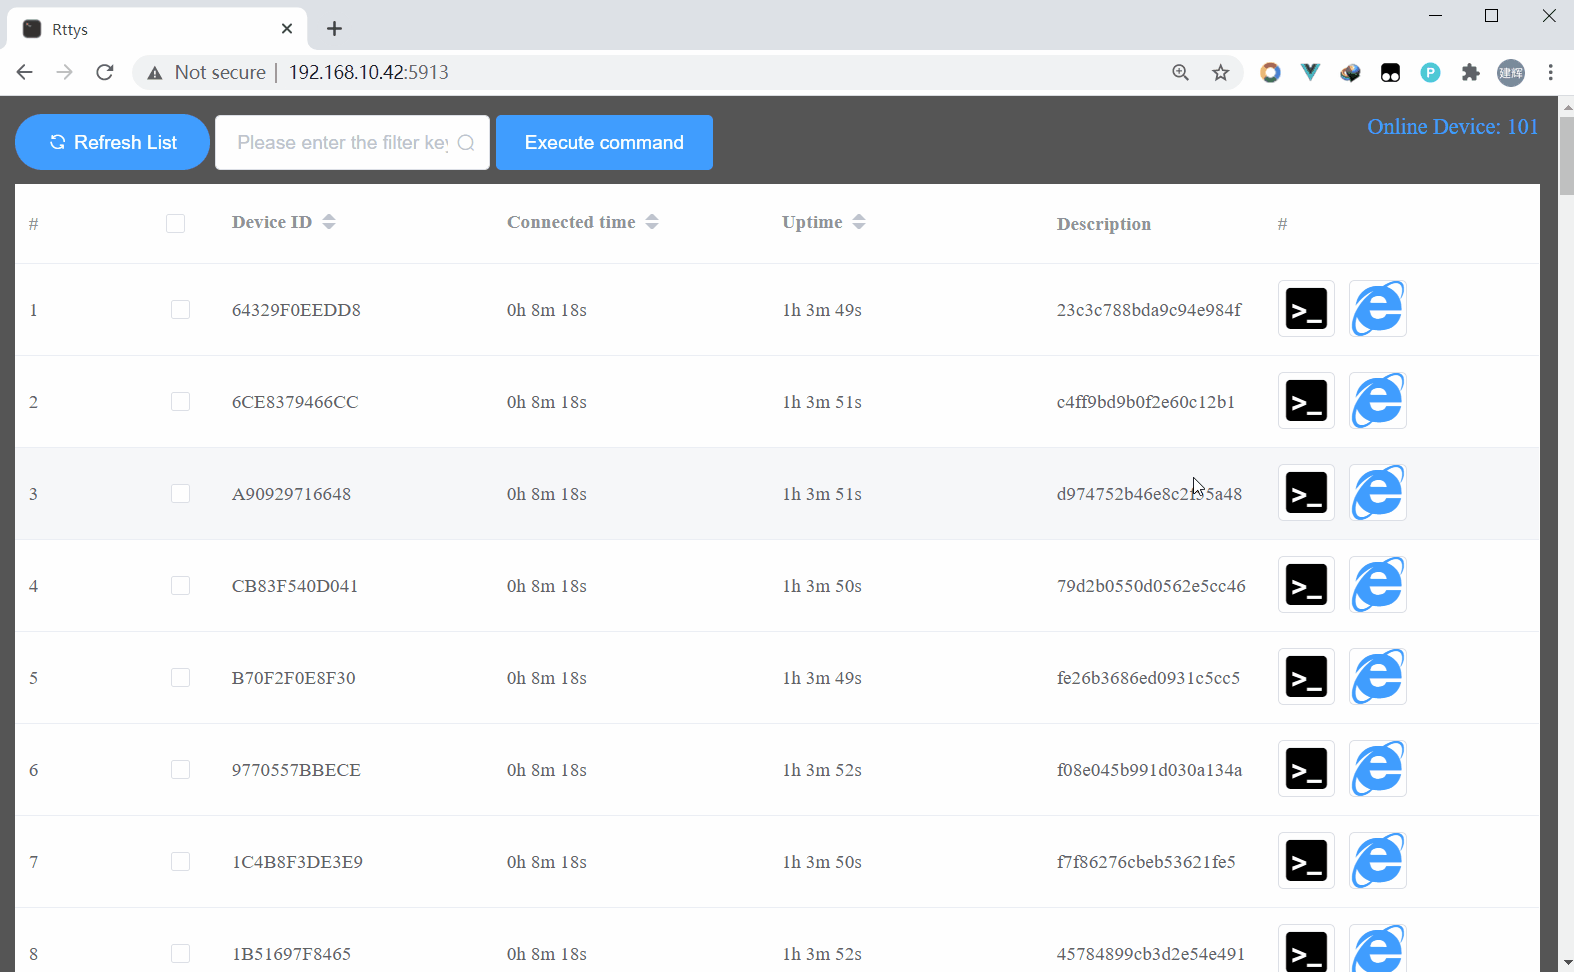 Rttys
Not secure | 192.168.10.42:5913
P
建辉
Refresh List
Please enter the filter key
Execute command
Online Device: 101
# Device ID Connected time Uptime Description #
1 64329F0EEDD8 0h 8m 18s 1h 3m 49s 23c3c788bda9c94e984f >_
2 6CE8379466CC 0h 8m 18s 1h 3m 51s c4ff9bd9b0f2e60c12b1 >_
3 A90929716648 0h 8m 18s 1h 3m 51s >_
4 CB83F540D041 0h 8m 18s 1h 3m 50s 79d2b0550d0562e5cc46 >_
5 B70F2F0E8F30 0h 8m 18s 1h 3m 49s fe26b3686ed0931c5cc5 >_
6 9770557BBECE 0h 8m 18s 1h 3m 52s f08e045b991d030a134a >_
7 1C4B8F3DE3E9 0h 8m 18s 1h 3m 50s f7f86276cbeb53621fe5 >_
8 1B51697F8465 0h 8m 18s 1h 3m 52s 45784899cb3d2e54e491 >_